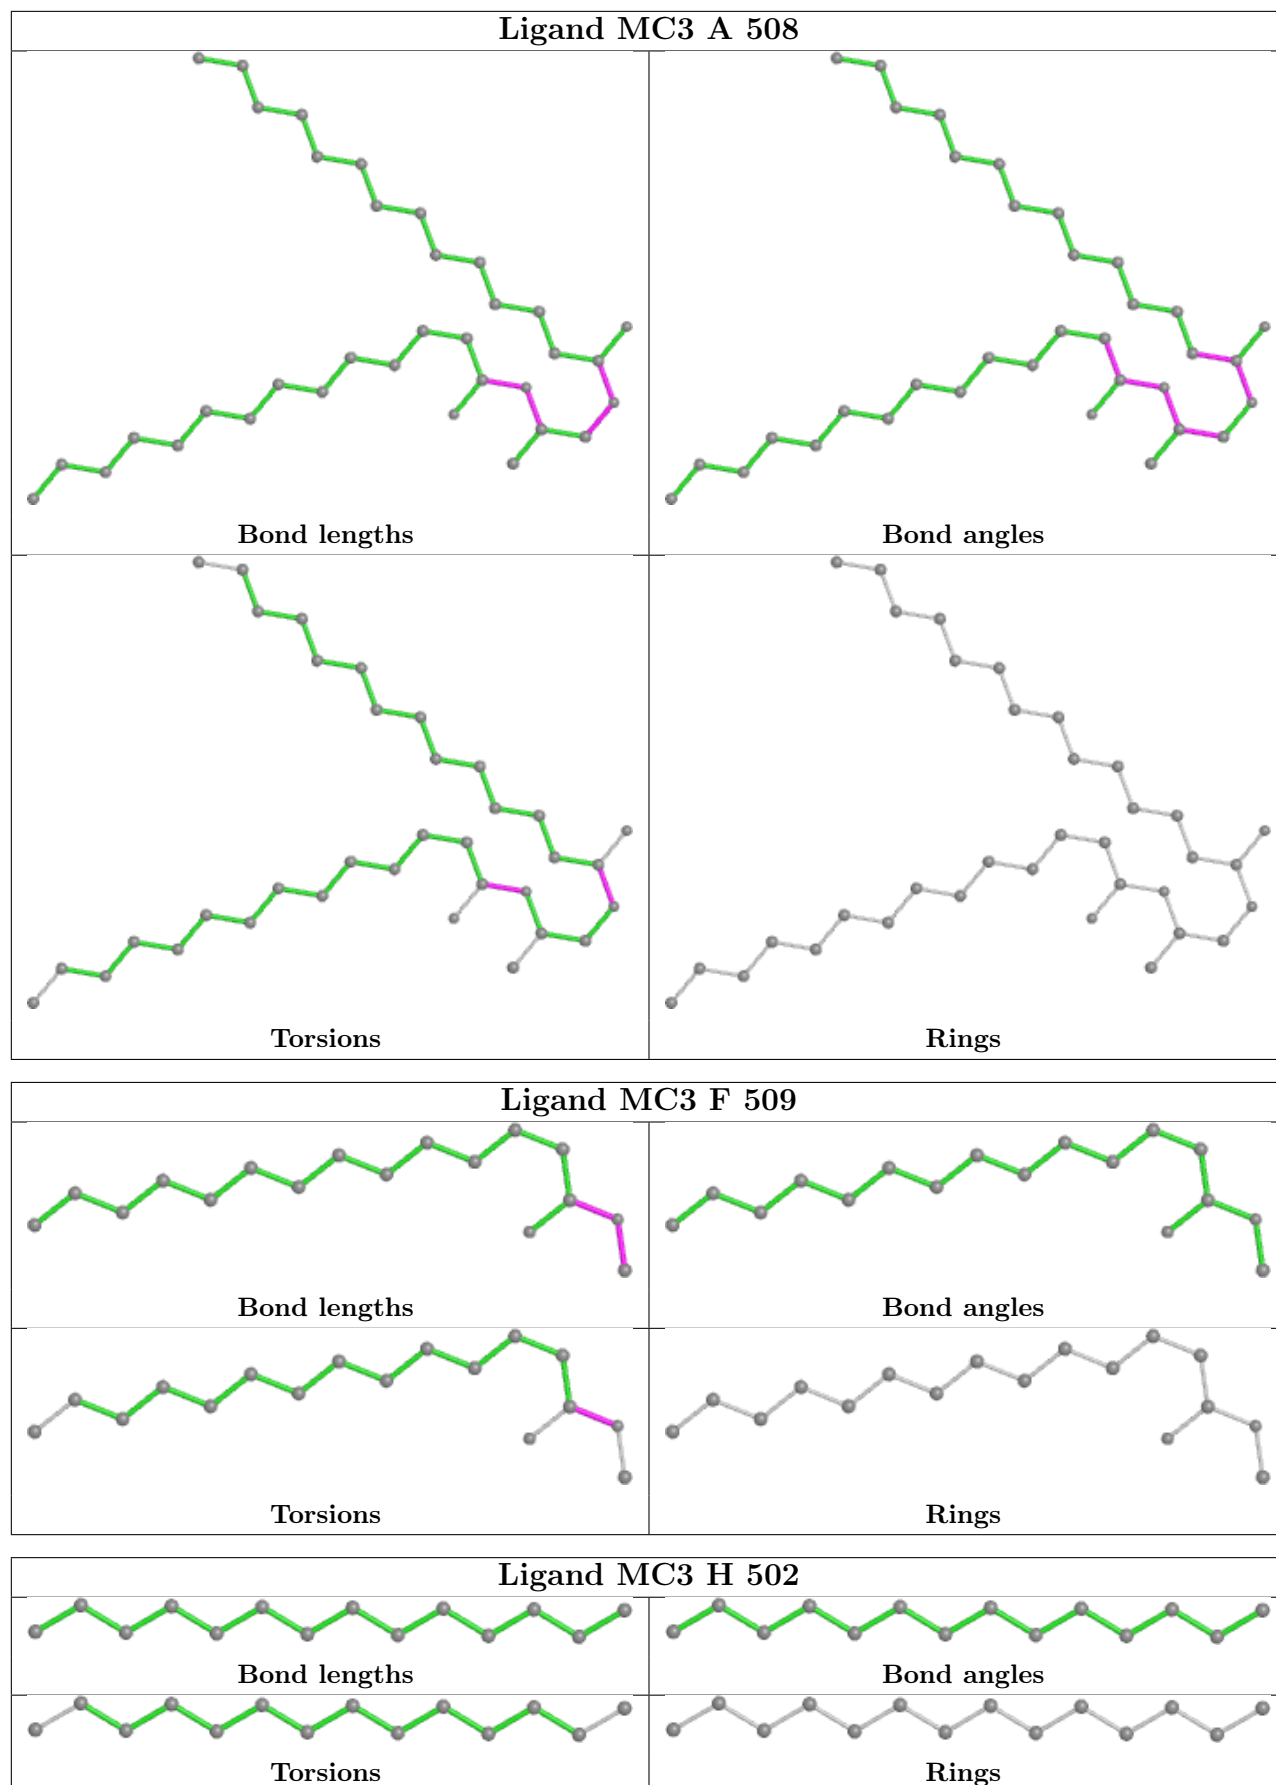 Ligand MC3 A 508
Bond lengths
Bond angles
Torsions
Rings
Ligand MC3 F 509
Bond lengths
Bond angles
Torsions
Rings
Ligand MC3 H 502
Bond lengths
Bond angles
Torsions
Rings